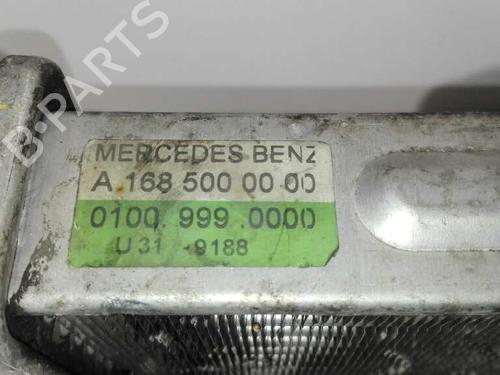 B-PARTS
MERCEDES BENZ
A 168 500 00 00
0100.999.0000
U31-9188